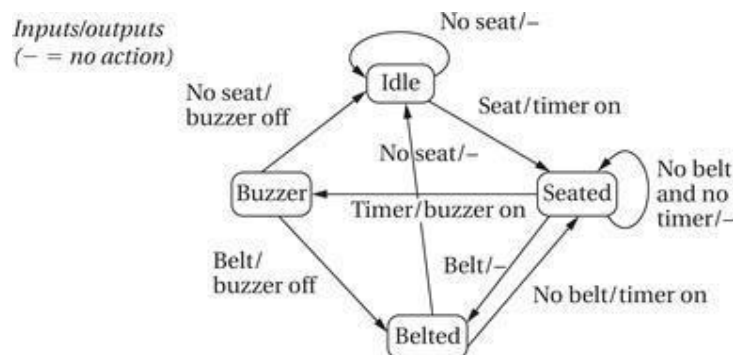 Inputs/outputs
(– = no action)
No seat/–
Idle
No seat/
buzzer off
Seat/timer on
No seat/–
Buzzer
Seated
No belt
and no
timer/–
Timer/buzzer on
Belt/
buzzer off
Belt/–
No belt/timer on
Belted